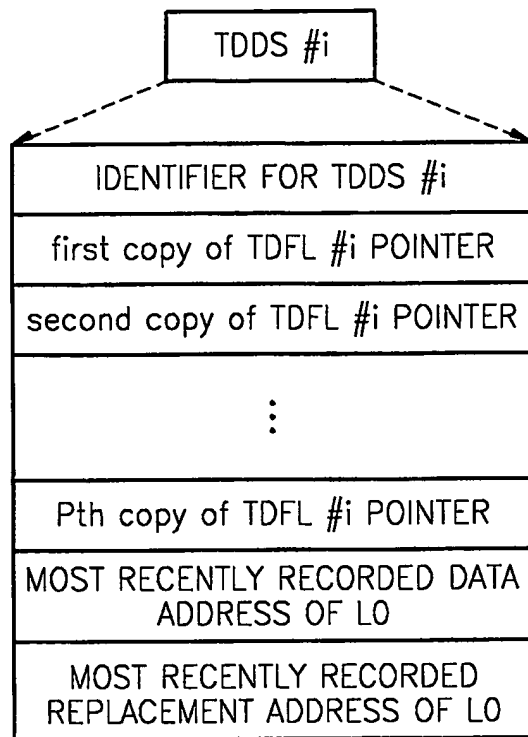 TDDS #i
IDENTIFIER FOR TDDS #i
first copy of TDFL #i POINTER
second copy of TDFL #i POINTER
⋮
Pth copy of TDFL #i POINTER
MOST RECENTLY RECORDED DATA
ADDRESS OF L0
MOST RECENTLY RECORDED
REPLACEMENT ADDRESS OF L0